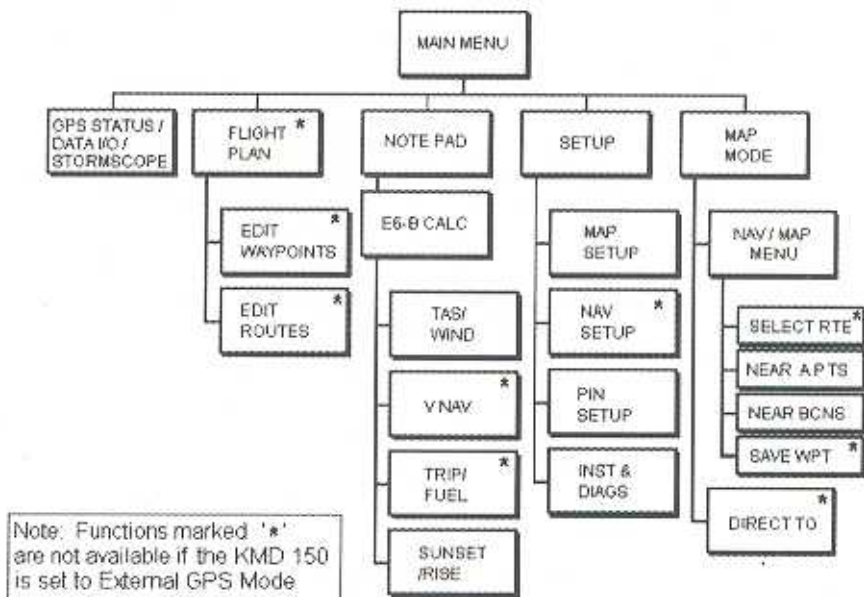 MAIN MENU
GPS STATUS /
DATA I/O /
STORMSCOPE
FLIGHT *
PLAN
NOTE PAD
SETUP
MAP
MODE
EDIT *
WAYPOINTS
EDIT *
ROUTES
E6-B CALC
TAS/
WIND
V NAV *
TRIP/ *
FUEL
SUNSET
/RISE
MAP
SETUP
NAV *
SETUP
PIN
SETUP
INST &
DIAGS
NAV / MAP
MENU
SELECT RTE *
NEAR A P TS
NEAR BCNS
SAVE WPT *
DIRECT TO *
Note: Functions marked '*'
are not available if the KMD 150
is set to External GPS Mode